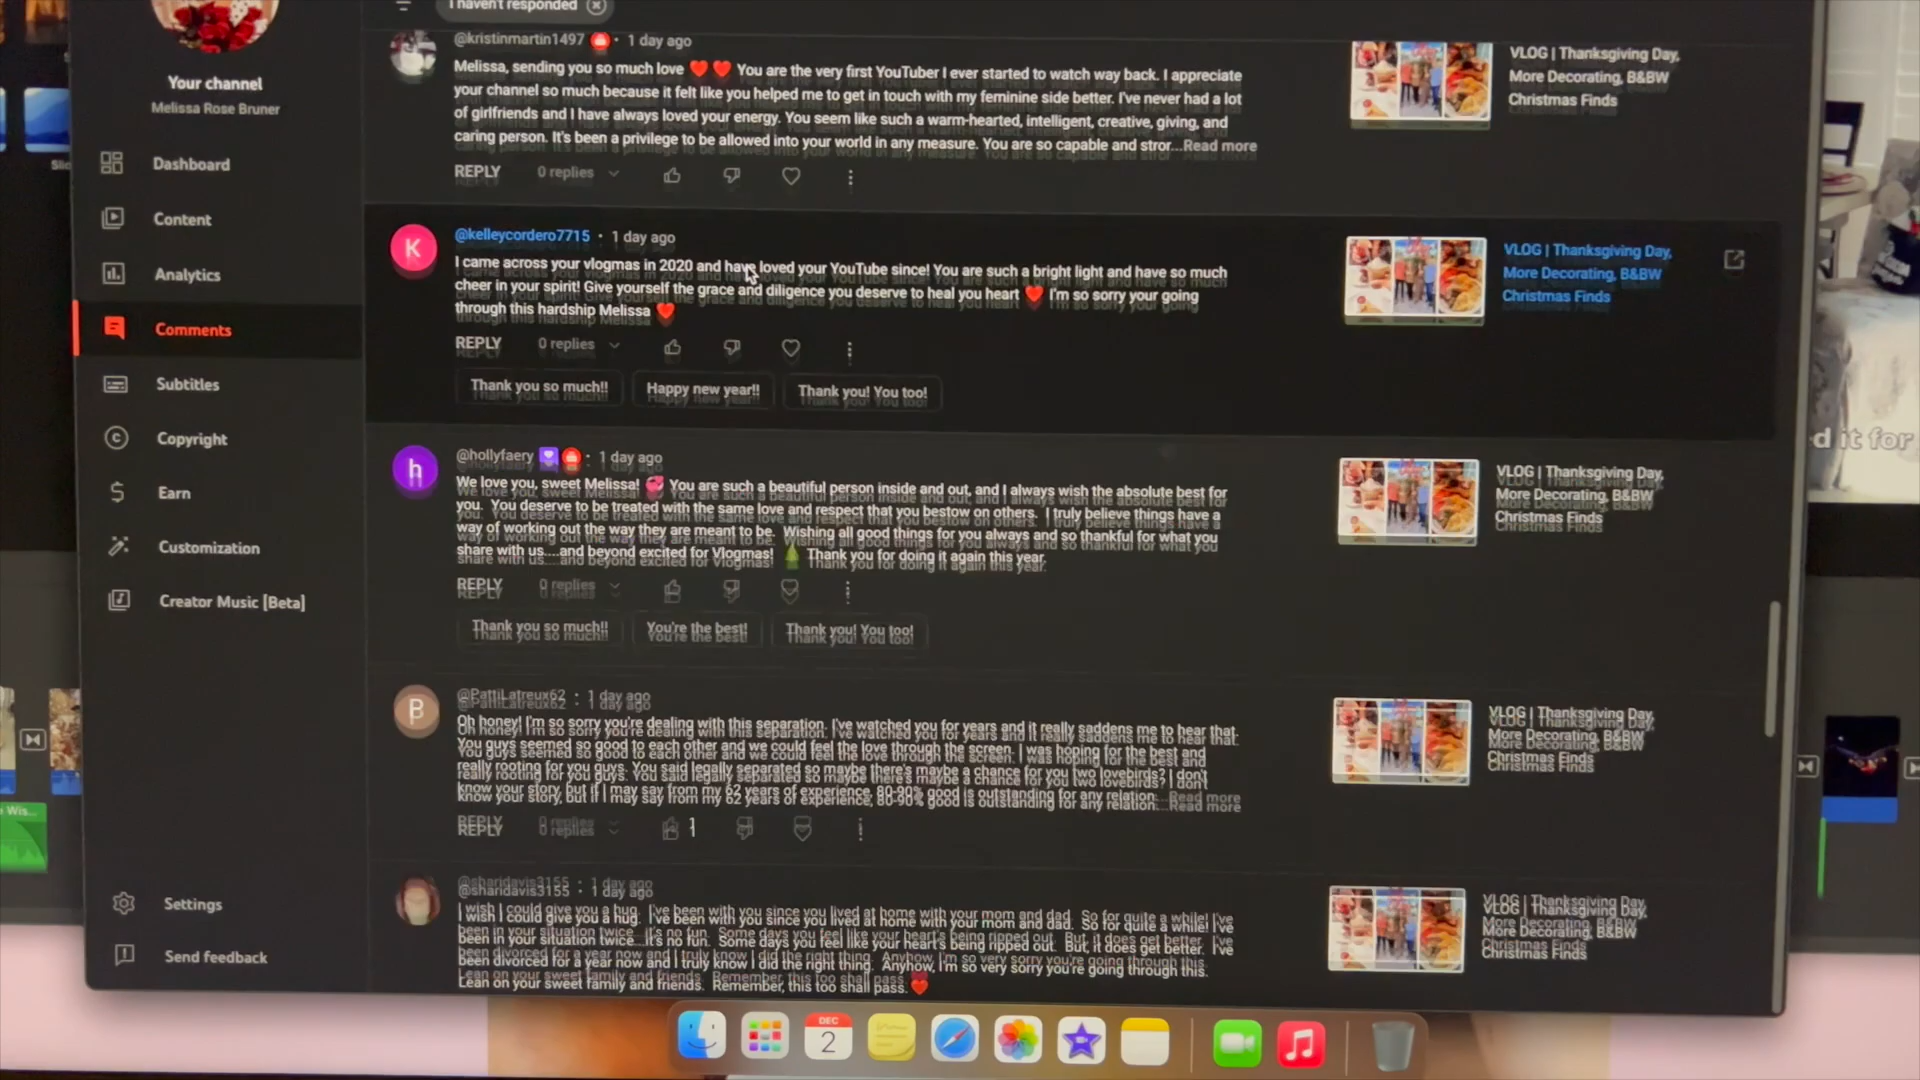 I haven't responded
Your channel
Melissa Rose Bruner
Dashboard
Content
Analytics
Comments
Subtitles
Copyright
Earn
Customization
Creator Music [Beta]
Settings
Send feedback
@kristinmartin1497 • 1 day ago
Melissa, sending you so much love ❤️ ❤️ You are the very first YouTuber I ever started to watch way back. I appreciate
your channel so much because it felt like you helped me to get in touch with my feminine side better. I've never had a lot
of girlfriends and I have always loved your energy. You seem like such a warm-hearted, intelligent, creative, giving, and
caring person. It's been a privilege to be allowed into your world in any measure. You are so capable and stror...Read more
REPLY 0 replies
VLOG | Thanksgiving Day,
More Decorating, B&BW
Christmas Finds
K
@kelleycordero7715 • 1 day ago
I came across your vlogmas in 2020 and have loved your YouTube since! You are such a bright light and have so much
cheer in your spirit! Give yourself the grace and diligence you deserve to heal you heart ❤️ I'm so sorry your going
through this hardship Melissa ❤️
REPLY 0 replies
Thank you so much!! Happy new year!! Thank you! You too!
VLOG | Thanksgiving Day,
More Decorating, B&BW
Christmas Finds
h
@hollyfaery • 1 day ago
We love you, sweet Melissa! 💞 You are such a beautiful person inside and out, and I always wish the absolute best for
you. You deserve to be treated with the same love and respect that you bestow on others. I truly believe things have a
way of working out the way they are meant to be. Wishing all good things for you always and so thankful for what you
share with us....and beyond excited for Vlogmas! 🌲 Thank you for doing it again this year.
REPLY 0 replies
Thank you so much!! You're the best! Thank you! You too!
VLOG | Thanksgiving Day,
More Decorating, B&BW
Christmas Finds
P
@PattiLatreux62 • 1 day ago
Oh honey! I'm so sorry you're dealing with this separation. I've watched you for years and it really saddens me to hear that.
You guys seemed so good to each other and we could feel the love through the screen. I was hoping for the best and
really rooting for you guys. You said legally separated so maybe there's maybe a chance for you two lovebirds? I don't
know your story, but if I may say from my 62 years of experience, 80-90% good is outstanding for any relation...Read more
REPLY 0 replies 1
VLOG | Thanksgiving Day,
More Decorating, B&BW
Christmas Finds
@sharidavis3155 • 1 day ago
I wish I could give you a hug. I've been with you since you lived at home with your mom and dad. So for quite a while! I've
been in your situation twice...it's no fun. Some days you feel like your heart's being ripped out. But, it does get better. I've
been divorced for a year now and I truly know I did the right thing. Anyhow, I'm so very sorry you're going through this.
Lean on your sweet family and friends. Remember, this too shall pass. ❤️
VLOG | Thanksgiving Day,
More Decorating, B&BW
Christmas Finds
d it for
DEC
2